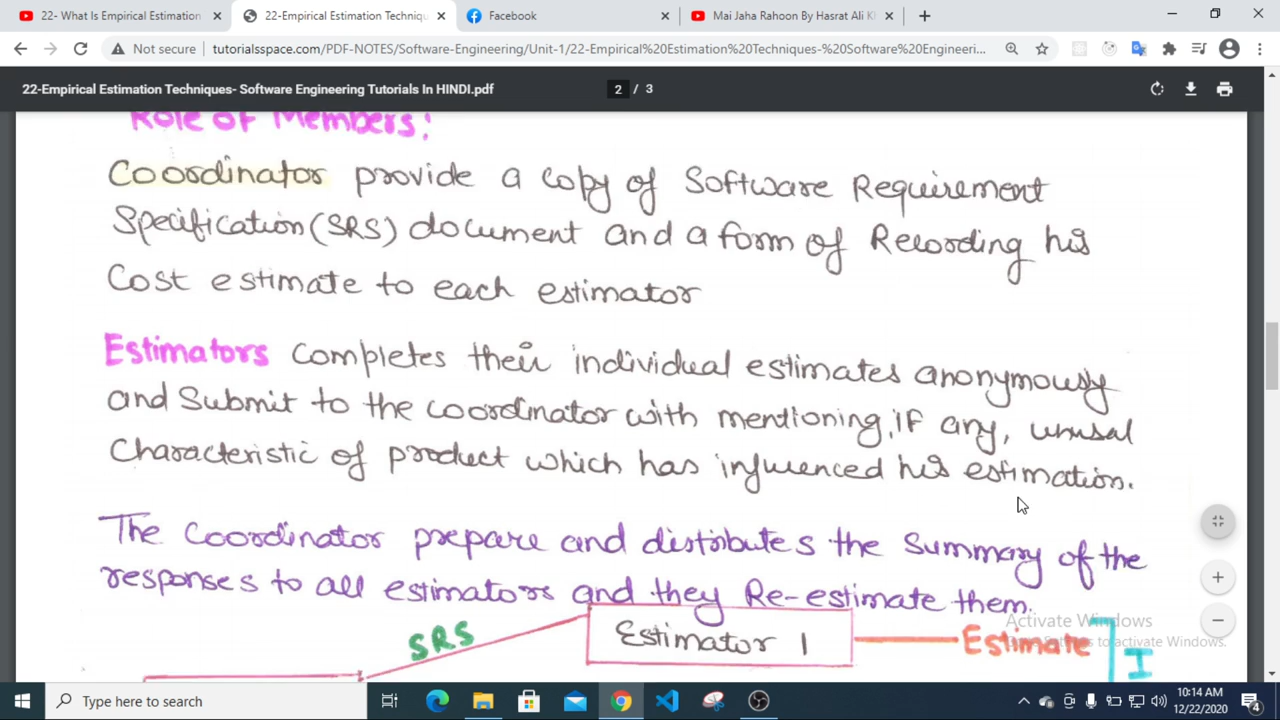 22- What Is Empirical Estimation
22-Empirical Estimation Techniqu
Facebook
Mai Jaha Rahoon By Hasrat Ali K
Not secure
tutorialsspace.com/PDF-NOTES/Software-Engineering/Unit-1/22-Empirical%20Estimation%20Techniques-%20Software%20Engineeri...
22-Empirical Estimation Techniques- Software Engineering Tutorials In HINDI.pdf
2 / 3
Role of Members:
Coordinator provide a copy of Software Requirement
Specification (SRS) document and a form of Recording his
Cost estimate to each estimator
Estimators completes their individual estimates anonymously
and Submit to the coordinator with mentioning, if any, unusal
Characteristic of product which has influenced his estimation.
The Coordinator prepare and distributes the Summary of the
responses to all estimators and they Re-estimate them.
SRS
Estimator 1
Estimate
I
Activate Windows
to activate Windows.
Type here to search
10:14 AM
12/22/2020
4